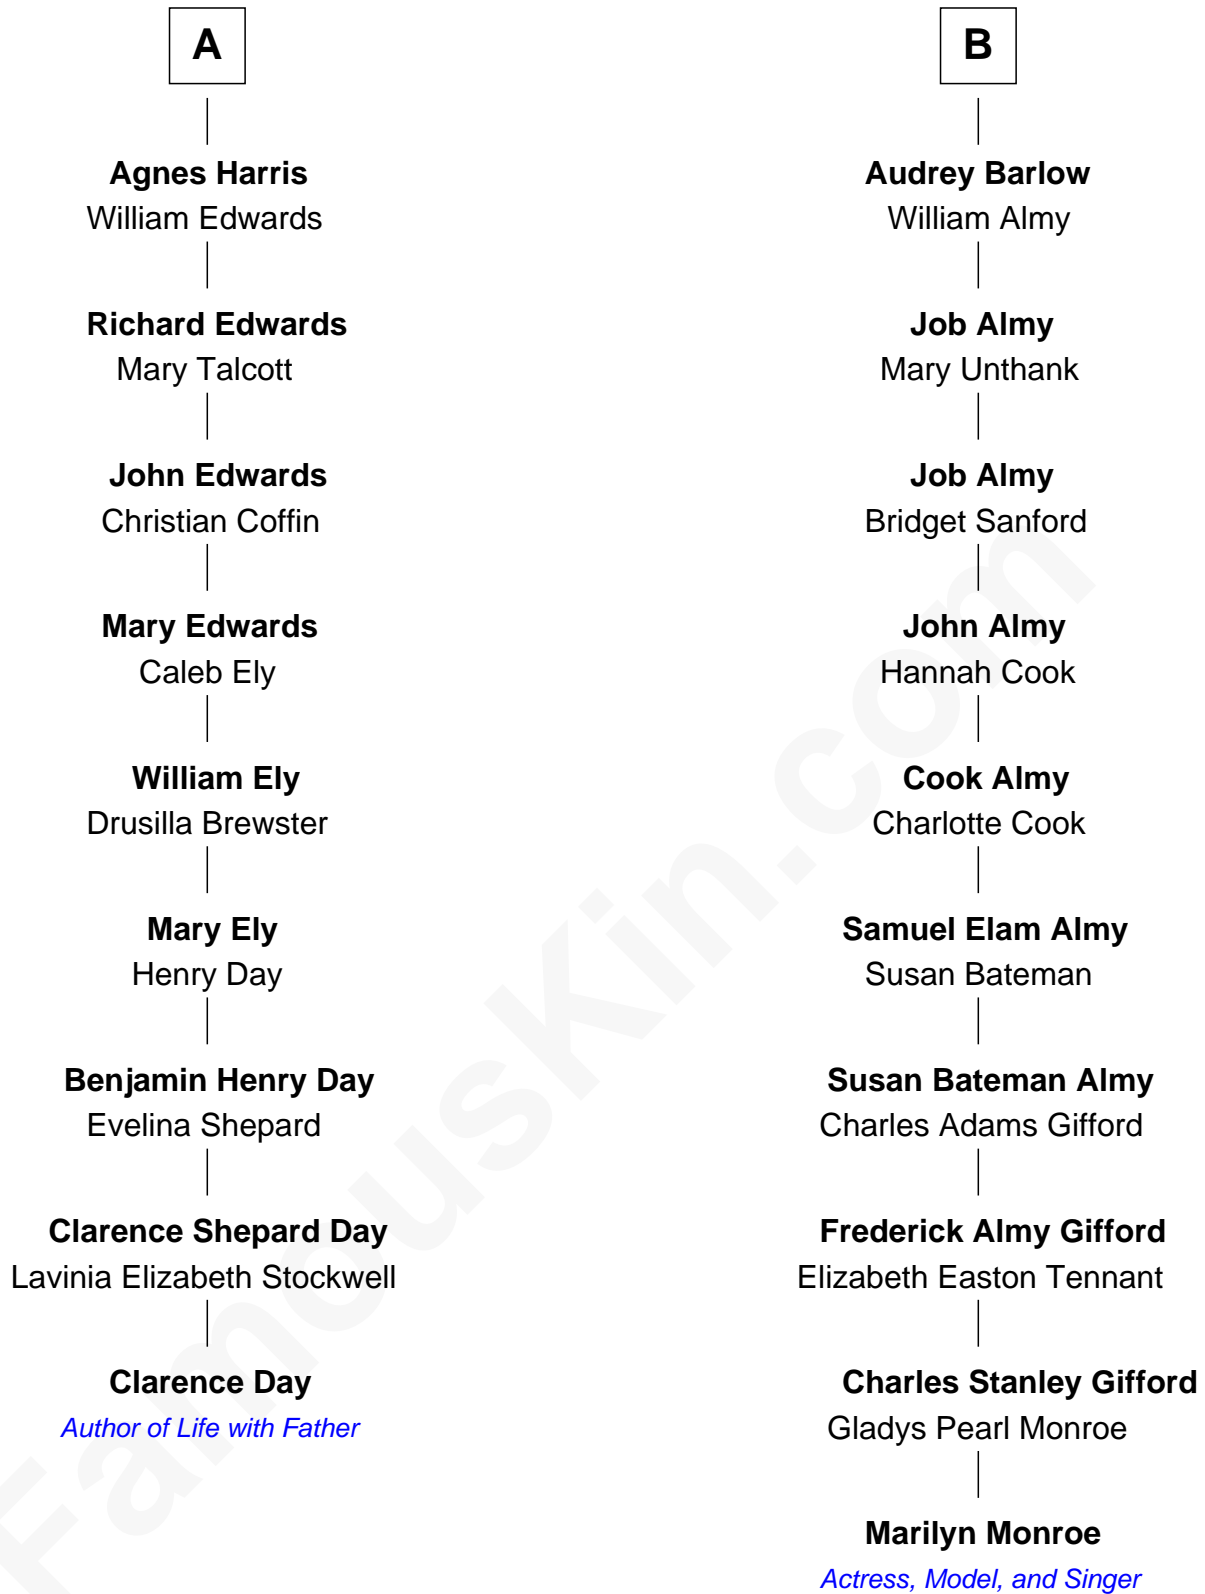 A
Agnes Harris
William Edwards
Richard Edwards
Mary Talcott
John Edwards
Christian Coffin
Mary Edwards
Caleb Ely
William Ely
Drusilla Brewster
Mary Ely
Henry Day
Benjamin Henry Day
Evelina Shepard
Clarence Shepard Day
Lavinia Elizabeth Stockwell
Clarence Day
Author of Life with Father
B
Audrey Barlow
William Almy
Job Almy
Mary Unthank
Job Almy
Bridget Sanford
John Almy
Hannah Cook
Cook Almy
Charlotte Cook
Samuel Elam Almy
Susan Bateman
Susan Bateman Almy
Charles Adams Gifford
Frederick Almy Gifford
Elizabeth Easton Tennant
Charles Stanley Gifford
Gladys Pearl Monroe
Marilyn Monroe
Actress, Model, and Singer
FamousKin.com